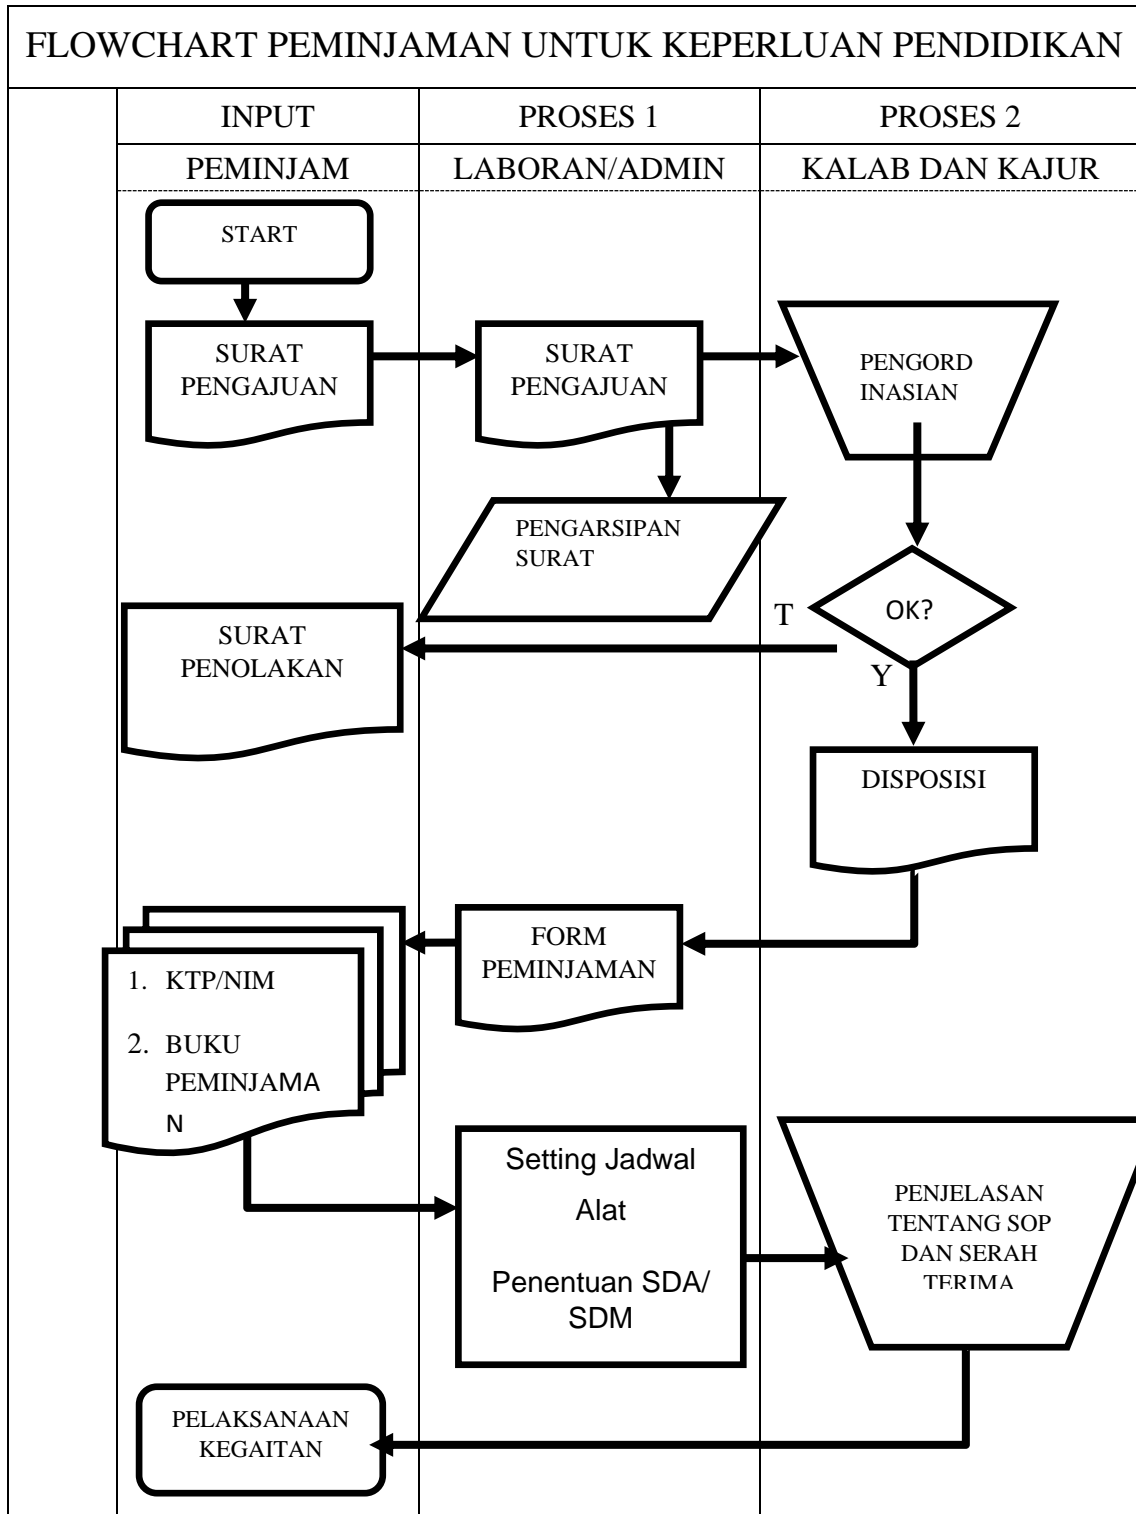 FLOWCHART PEMINJAMAN UNTUK KEPERLUAN PENDIDIKAN
INPUT
PROSES 1
PROSES 2
PEMINJAM
LABORAN/ADMIN
KALAB DAN KAJUR
START
SURAT
PENGAJUAN
SURAT
PENGAJUAN
PENGORD
INASIAN
PENGARSIPAN
SURAT
T
OK?
SURAT
PENOLAKAN
Y
DISPOSISI
FORM
PEMINJAMAN
1. KTP/NIM
2. BUKU
PEMINJAMA
N
Setting Jadwal
Alat
Penentuan SDA/
SDM
PENJELASAN
TENTANG SOP
DAN SERAH
TERIMA
PELAKSANAAN
KEGAITAN